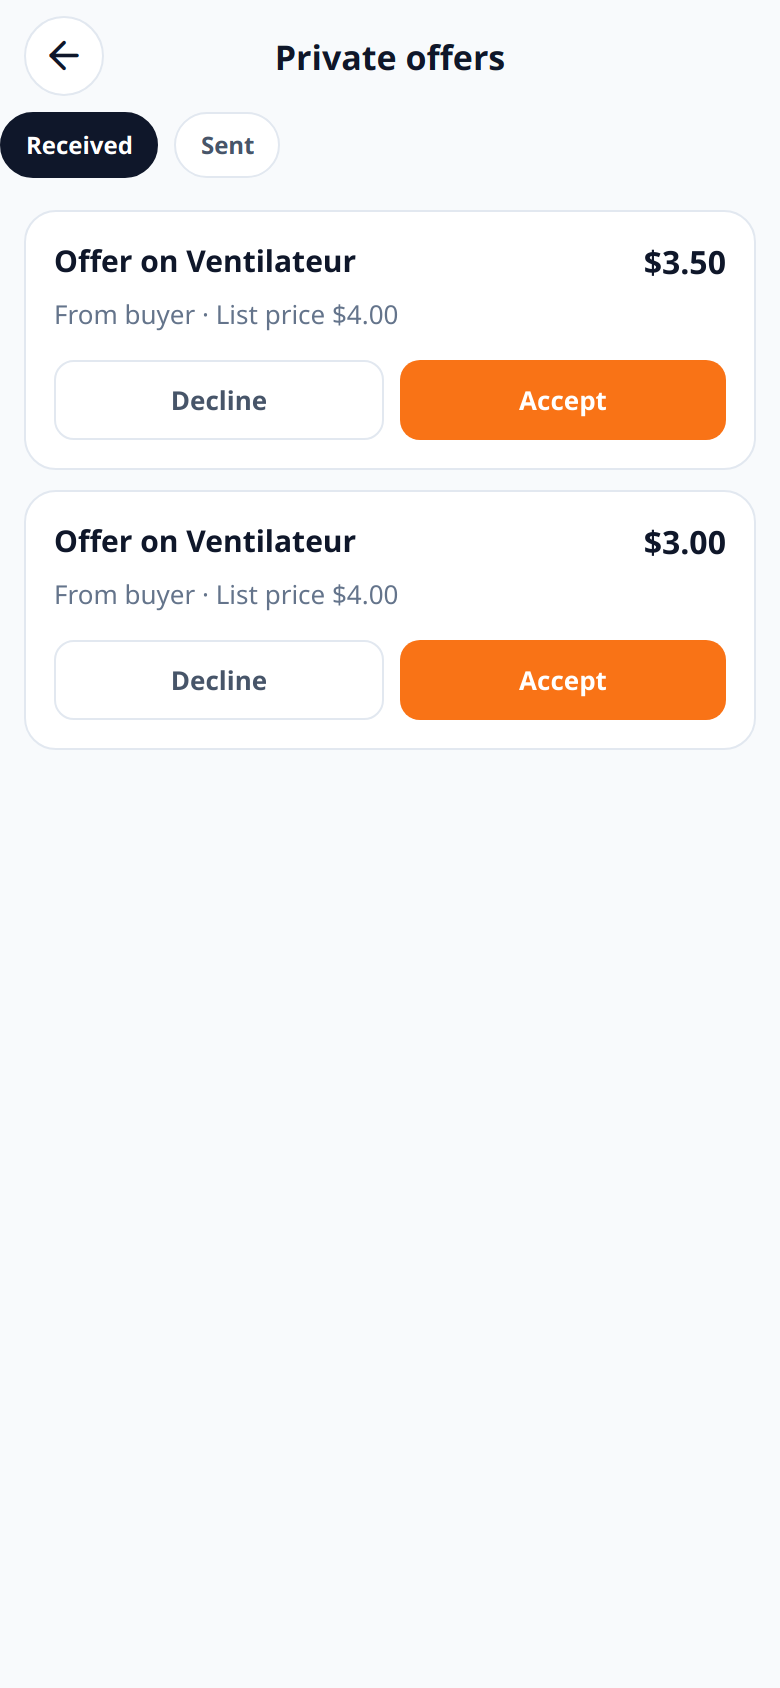 Private offers
Received
Sent
Offer on Ventilateur
$3.50
From buyer · List price $4.00
Decline
Accept
Offer on Ventilateur
$3.00
From buyer · List price $4.00
Decline
Accept